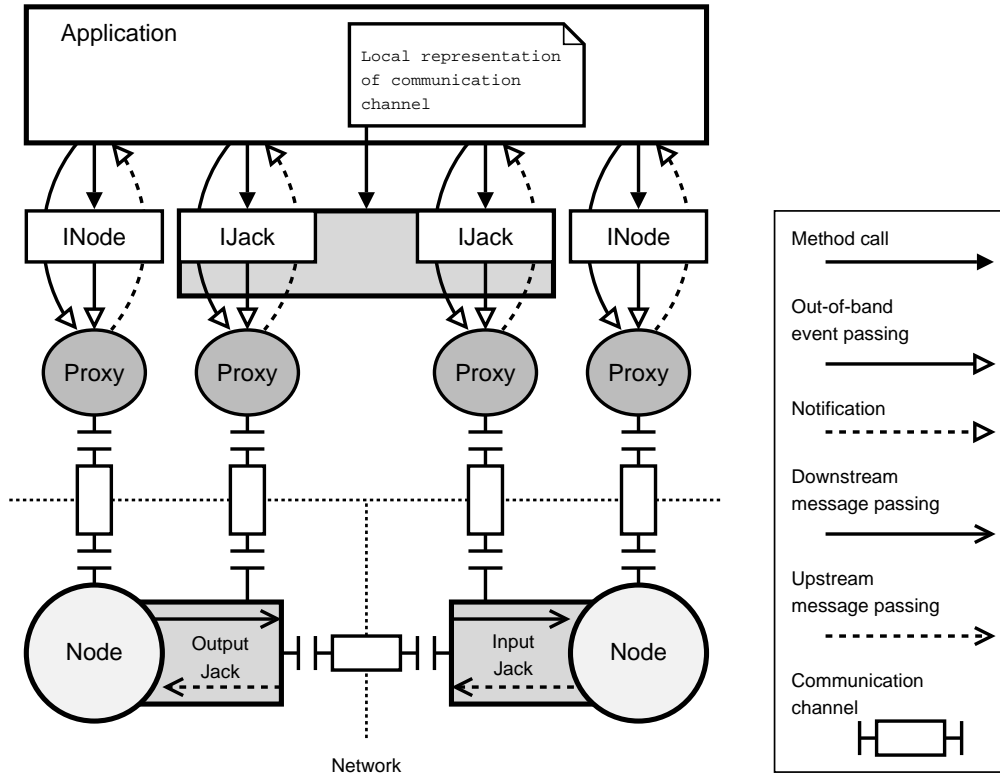 Application
Local representation
of communication
channel
INode
IJack
IJack
INode
Proxy
Proxy
Proxy
Proxy
Node
Output
Jack
Input
Jack
Node
Network
Method call
Out-of-band
event passing
Notification
Downstream
message passing
Upstream
message passing
Communication
channel